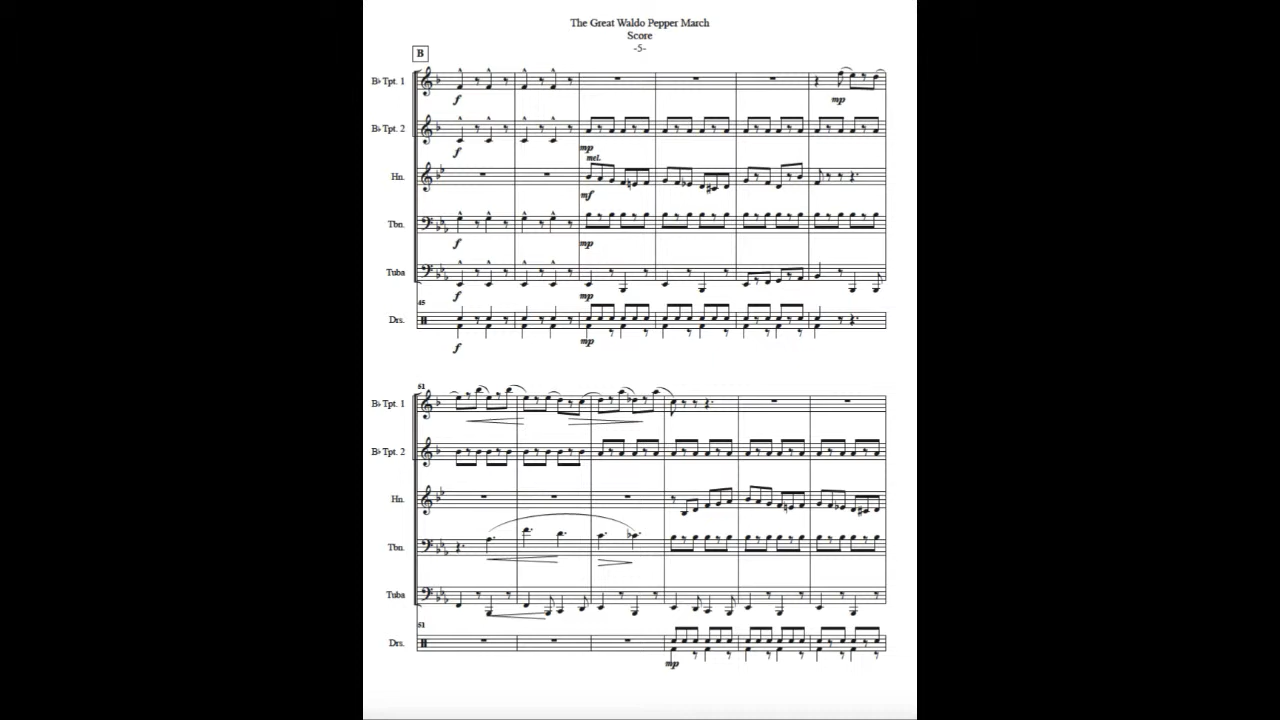 The Great Waldo Pepper March
Score
-5-
B
B♭ Tpt. 1
f
mp
B♭ Tpt. 2
f
mp
mel.
Hn.
mf
Tbn.
f
mp
Tuba
f
mp
45
Drs.
f
mp
51
B♭ Tpt. 1
B♭ Tpt. 2
Hn.
Tbn.
Tuba
51
Drs.
mp